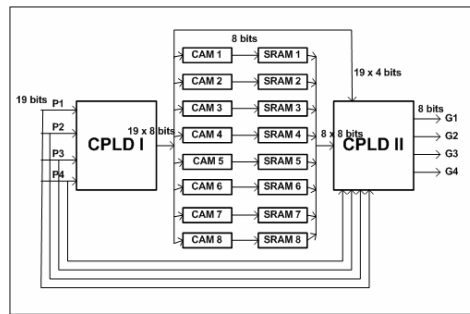 8 bits
CAM 1 SRAM 1
19 x 4 bits
CAM 2 SRAM 2
19 bits P1
CAM 3 SRAM 3
8 bits
G1
P2
19 x 8 bits
CAM 4 SRAM 4
8 x 8 bits
G2
CPLD I
CPLD II
P3
CAM 5 SRAM 5
G3
P4
CAM 6 SRAM 6
G4
CAM 7 SRAM 7
CAM 8 SRAM 8